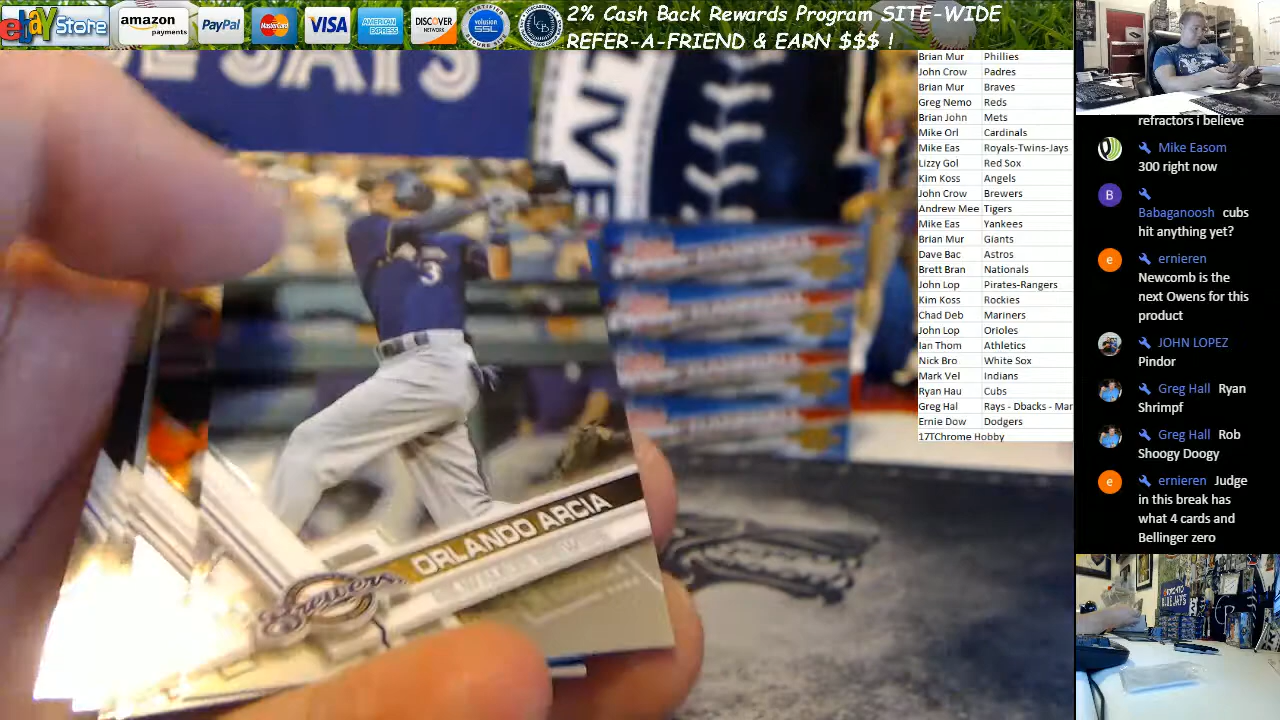 ebay Store
amazon payments
PayPal
MasterCard
VISA
AMERICAN EXPRESS
DISCOVER NETWORK
SSL
2% Cash Back Rewards Program SITE-WIDE
REFER-A-FRIEND & EARN $$$ !
Brian Mur Phillies
John Crow Padres
Brian Mur Braves
Greg Nemo Reds
Brian John Mets
Mike Orl Cardinals
Mike Eas Royals-Twins-Jays
Lizzy Gol Red Sox
Kim Koss Angels
John Crow Brewers
Andrew Mee Tigers
Mike Eas Yankees
Brian Mur Giants
Dave Bac Astros
Brett Bran Nationals
John Lop Pirates-Rangers
Kim Koss Rockies
Chad Deb Mariners
John Lop Orioles
Ian Thom Athletics
Nick Bro White Sox
Mark Vel Indians
Ryan Hau Cubs
Greg Hal Rays - Dbacks - Mar
Ernie Dow Dodgers
17TChrome Hobby
refractors i believe
Mike Easom
300 right now
B
Babaganoosh cubs
hit anything yet?
e
ernieren
Newcomb is the
next Owens for this
product
JOHN LOPEZ
Pindor
Greg Hall Ryan
Shrimpf
Greg Hall Rob
Shoogy Doogy
e
ernieren Judge
in this break has
what 4 cards and
Bellinger zero
JAYS
3
ORLANDO ARCIA
Brewers